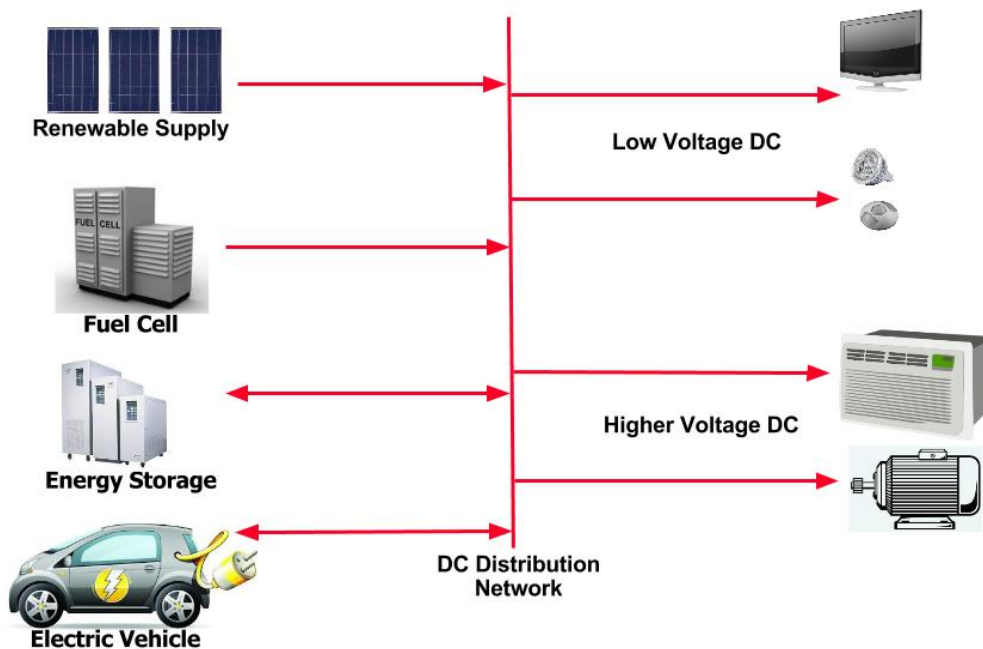 Renewable Supply
FUEL CELL
Fuel Cell
Energy Storage
Electric Vehicle
DC Distribution
Network
Low Voltage DC
Higher Voltage DC